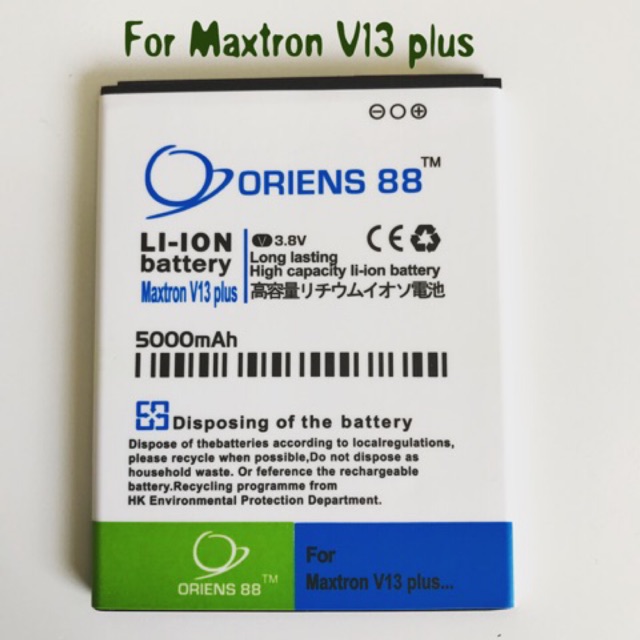 For Maxtron V13 plus
ORIENS 88™
LI-ION
battery
Maxtron V13 plus
V 3.8V
Long lasting
High capacity li-ion battery
高容量リチウムイオソ電池
CE
5000mAh
Disposing of the battery
Dispose of thebatteries according to localregulations,
please recycle when possible,Do not dispose as
household waste. Or reference the rechargable
battery.Recycling programme from
HK Environmental Protection Department.
ORIENS 88™
For
Maxtron V13 plus...